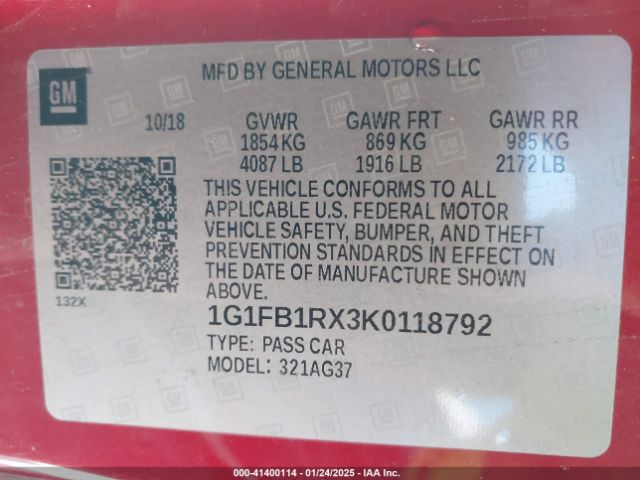 GM
MFD BY GENERAL MOTORS LLC
10/18 GVWR GAWR FRT GAWR RR
1854 KG 869 KG 985 KG
4087 LB 1916 LB 2172 LB
THIS VEHICLE CONFORMS TO ALL
APPLICABLE U.S. FEDERAL MOTOR
VEHICLE SAFETY, BUMPER, AND THEFT
PREVENTION STANDARDS IN EFFECT ON
THE DATE OF MANUFACTURE SHOWN
ABOVE.
132X
1G1FB1RX3K0118792
TYPE: PASS CAR
MODEL: 321AG37
000-41400114 - 01/24/2025 - IAA Inc.